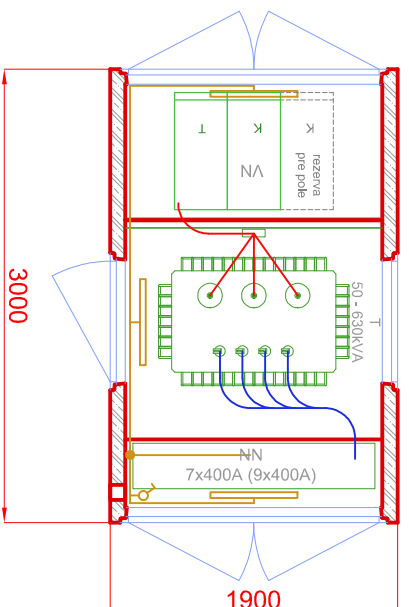 T
K
K
VN
rezerva
pre pole
3000
T
50 - 630kVA
NN
7x400A (9x400A)
1900